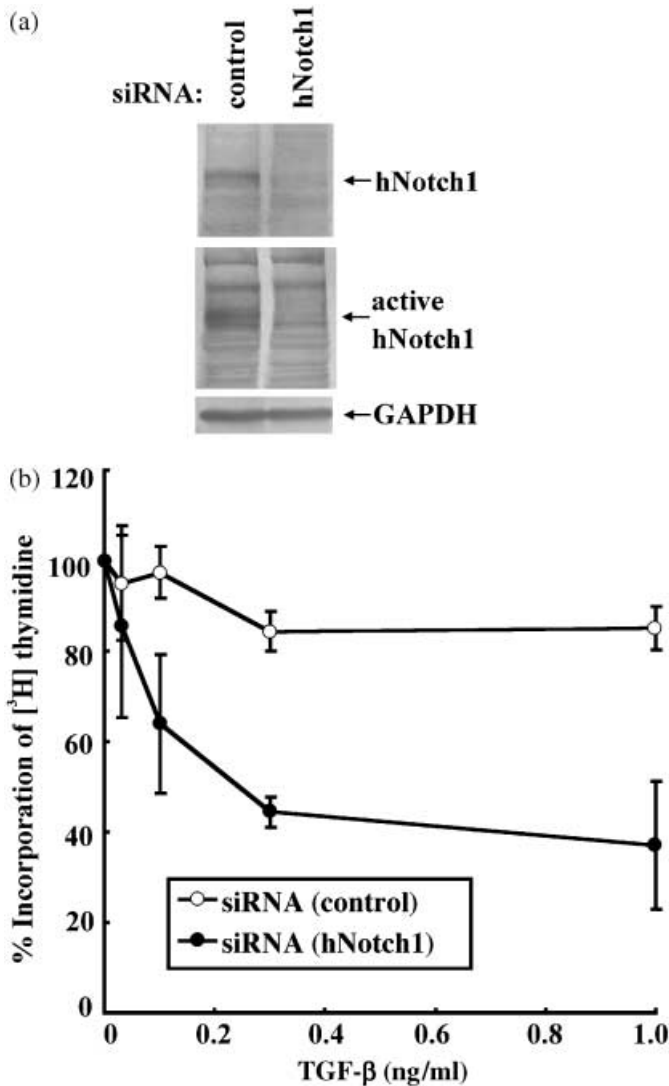 (a)
siRNA:
control
hNotch1
hNotch1
active
hNotch1
GAPDH
(b)
% Incorporation of [³H] thymidine
120
100
80
60
40
20
0
siRNA (control)
siRNA (hNotch1)
0 0.2 0.4 0.6 0.8 1.0
TGF-β (ng/ml)